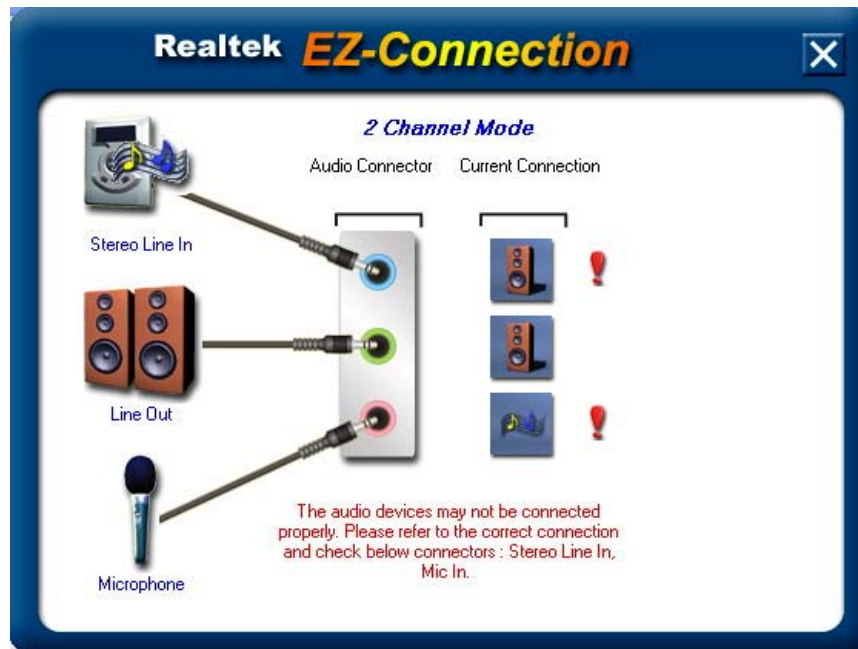 Realtek EZ-Connection
2 Channel Mode
Audio Connector Current Connection
Stereo Line In
Line Out
Microphone
The audio devices may not be connected
properly. Please refer to the correct connection
and check below connectors : Stereo Line In,
Mic In.